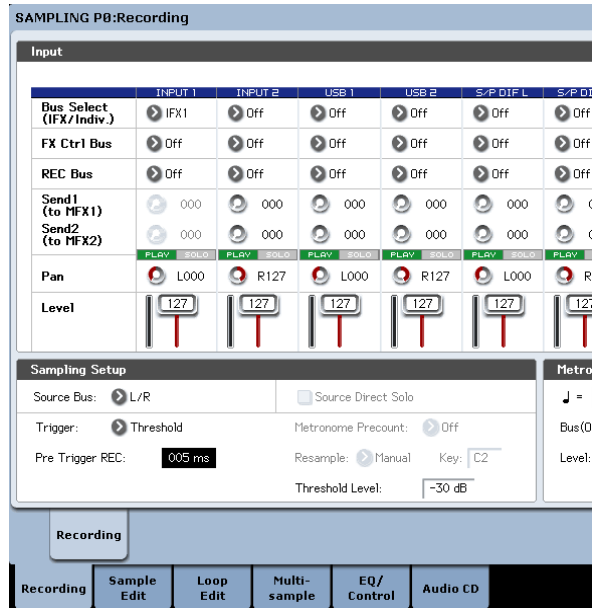 SAMPLING P0:Recording
Input
INPUT 1 INPUT 2 USB 1 USB 2 S/P DIF L S/P DI
Bus Select
(IFX/Indiv.) IFX1 Off Off Off Off Off
FX Ctrl Bus Off Off Off Off Off Off
REC Bus Off Off Off Off Off Off
Send1
(to MFX1) 000 000 000 000 000
Send2
(to MFX2) 000 000 000 000 000
PLAY SOLO PLAY SOLO PLAY SOLO PLAY SOLO PLAY SOLO PLAY
Pan L000 R127 L000 R127 L000 R
Level 127 127 127 127 127 127
Sampling Setup Metro
Source Bus: L/R Source Direct Solo =
Trigger: Threshold Metronome Precount: Off Bus(O
Pre Trigger REC: 005 ms Resample: Manual Key: C2 Level:
Threshold Level: -30 dB
Recording
Recording Sample Edit Loop Edit Multi-sample EQ/Control Audio CD